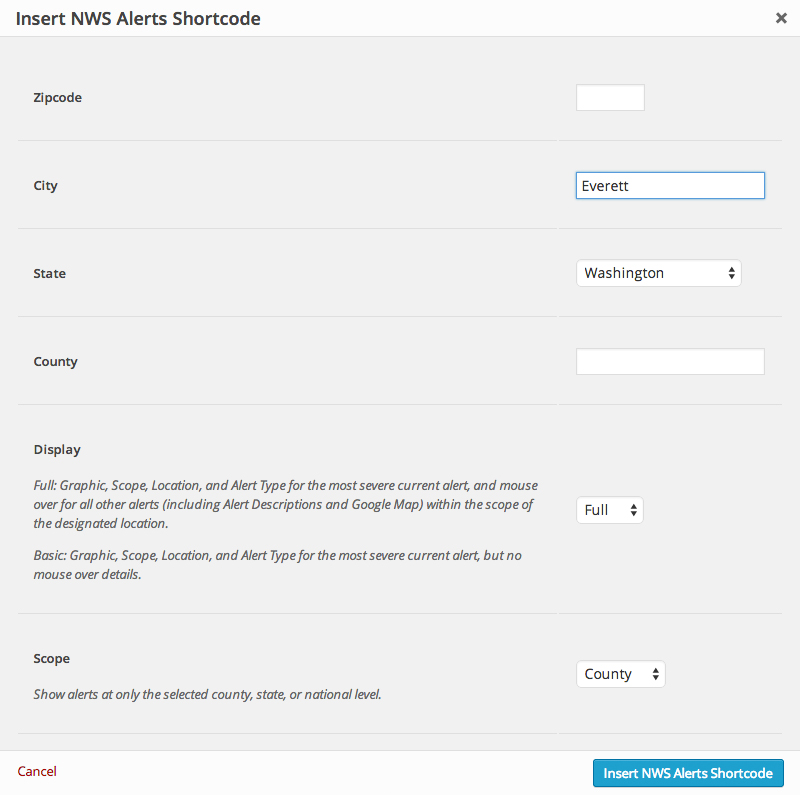 Insert NWS Alerts Shortcode ×
Zipcode
City Everett
State Washington
County
Display
Full: Graphic, Scope, Location, and Alert Type for the most severe current alert, and mouse
over for all other alerts (including Alert Descriptions and Google Map) within the scope of
the designated location.
Full
Basic: Graphic, Scope, Location, and Alert Type for the most severe current alert, but no
mouse over details.
Scope
County
Show alerts at only the selected county, state, or national level.
Cancel Insert NWS Alerts Shortcode